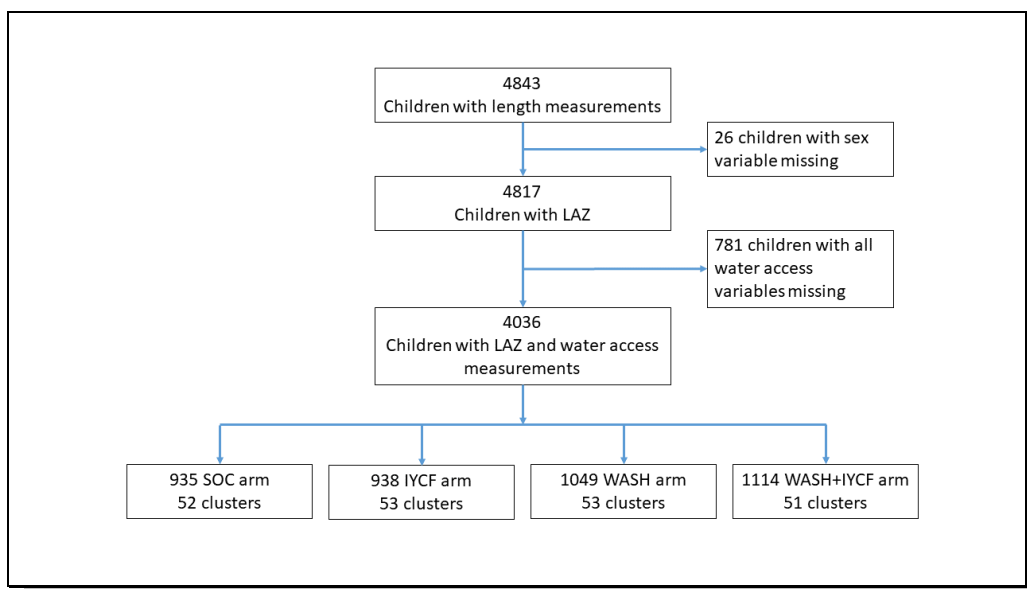 4843
Children with length measurements
26 children with sex
variable missing
4817
Children with LAZ
781 children with all
water access
variables missing
4036
Children with LAZ and water access
measurements
935 SOC arm
52 clusters
938 IYCF arm
53 clusters
1049 WASH arm
53 clusters
1114 WASH+IYCF arm
51 clusters